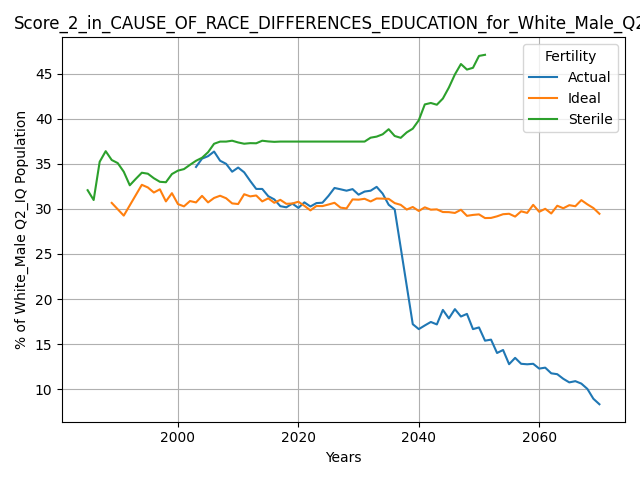 Score_2_in_CAUSE_OF_RACE_DIFFERENCES_EDUCATION_for_White_Male_Q2
Fertility
Actual
Ideal
Sterile
% of White_Male Q2_IQ Population
45
40
35
30
25
20
15
10
2000 2020 2040 2060
Years